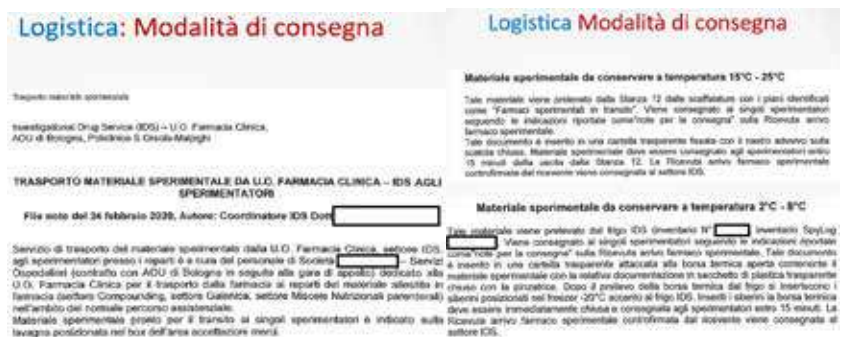 Logistica: Modalità di consegna
Trasporto materiale sperimentale
Investigational Drug Service (IDS) – U.O. Farmacia Clinica,
AOU di Bologna, Policlinico S.Orsola-Malpighi
TRASPORTO MATERIALE SPERIMENTALE DA U.O. FARMACIA CLINICA – IDS AGLI
SPERIMENTATORI
File note del 24 febbraio 2020, Autore: Coordinatore IDS Dott
Servizio di trasporto del materiale sperimentale dalla U.O. Farmacia Clinica, settore IDS
agli sperimentatori presso i reparti è a cura del personale di Società – Servizi
Ospedalieri (contratto con AOU di Bologna in seguito alla gara di appalto) dedicato alla
U.O. Farmacia Clinica per il trasporto dalla farmacia ai reparti del materiale allestito in
farmacia (settore Compounding, settore Galenica, settore Miscele Nutrizionali parenterali)
nell'ambito del normale percorso assistenziale.
Materiale sperimentale pronto per il transito ai singoli sperimentatori è indicato sulla
lavagna posizionata nel box dell'area accettazione merci.
Logistica Modalità di consegna
Materiale sperimentale da conservare a temperatura 15°C - 25°C
Tale materiale viene prelevato dalla Stanza 12 dalle scaffalature con i piani identificati
come "Farmaci sperimentali in transito". Viene consegnato ai singoli sperimentatori
seguendo le indicazioni riportate come"note per la consegna" sulla Ricevuta arrivo
farmaco sperimentale.
Tale documento è inserito in una cartella trasparente fissata con il nastro adesivo sulla
scatola chiusa. Materiale sperimentale deve essere consegnato agli sperimentatori entro
15 minuti dalla uscita dalla Stanza 12. La Ricevuta arrivo farmaco sperimentale
controfirmata dal ricevente viene consegnata al settore IDS.
Materiale sperimentale da conservare a temperatura 2°C - 8°C
Tale materiale viene prelevato dal frigo IDS (inventario N° inventario SpyLog
. Viene consegnato ai singoli sperimentatori seguendo le indicazioni riportate
come"note per la consegna" sulla Ricevuta arrivo farmaco sperimentale. Tale documento
è inserito in una cartella trasparente attaccata alla borsa termica aperta contenente il
materiale sperimentale con la relativa documentazione in sacchetto di plastica trasparente
chiuso con la pinzatrice. Dopo il prelievo della borsa termica dal frigo si inseriscono i
siberini posizionati nel freezer -20°C accanto al frigo IDS. Inseriti i siberini la borsa termica
deve essere immediatamente chiusa e consegnata agli sperimentatori entro 15 minuti. La
Ricevuta arrivo farmaco sperimentale controfirmata dal ricevente viene consegnata al
settore IDS.